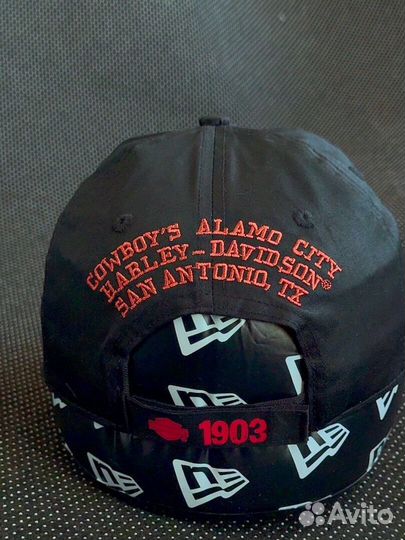 COWBOY'S ALAMO CITY
HARLEY-DAVIDSON®
SAN ANTONIO, TX
1903
Avito